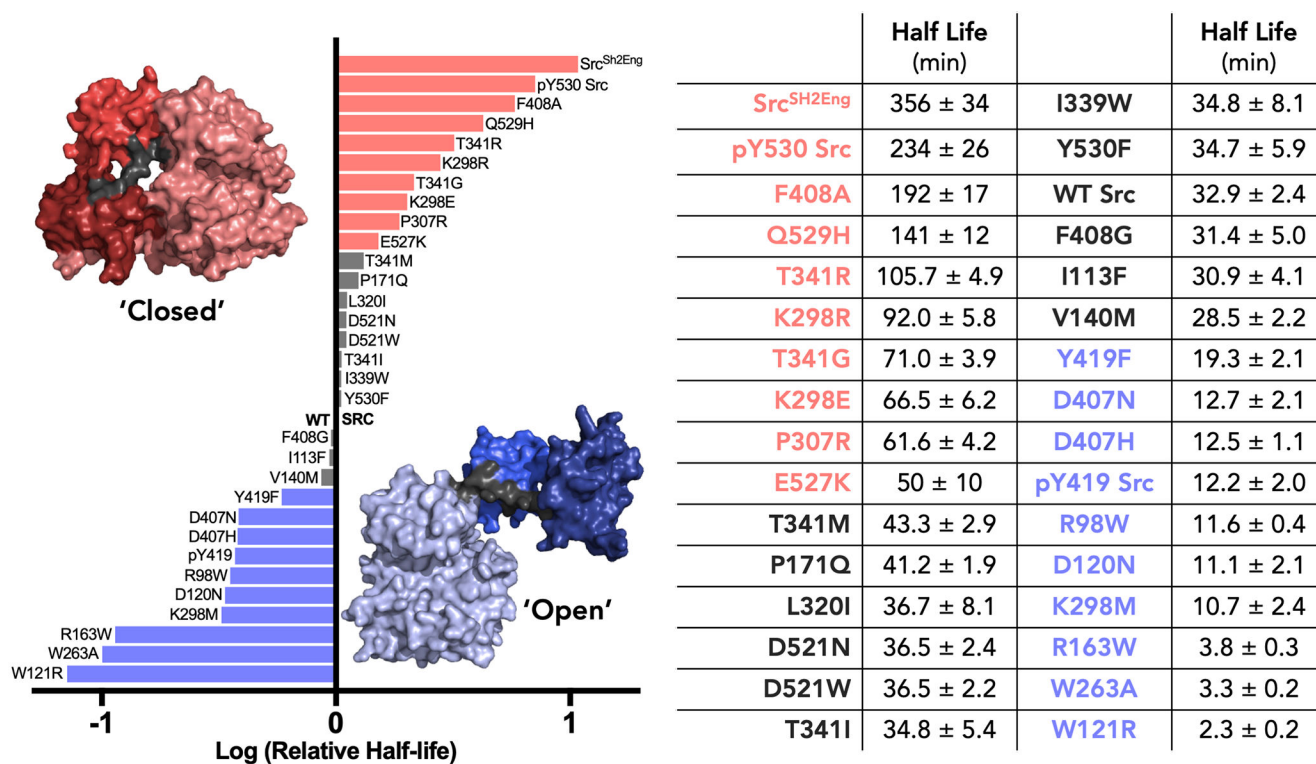 Src^Sh2Eng
pY530 Src
F408A
Q529H
T341R
K298R
T341G
K298E
P307R
E527K
T341M
P171Q
L320I
D521N
D521W
T341I
I339W
Y530F
WT SRC
F408G
I113F
V140M
Y419F
D407N
D407H
pY419
R98W
D120N
K298M
R163W
W263A
W121R
'Closed'
'Open'
-1 0 1
Log (Relative Half-life)
Half Life (min) Half Life (min)
Src^SH2Eng 356 ± 34 I339W 34.8 ± 8.1
pY530 Src 234 ± 26 Y530F 34.7 ± 5.9
F408A 192 ± 17 WT Src 32.9 ± 2.4
Q529H 141 ± 12 F408G 31.4 ± 5.0
T341R 105.7 ± 4.9 I113F 30.9 ± 4.1
K298R 92.0 ± 5.8 V140M 28.5 ± 2.2
T341G 71.0 ± 3.9 Y419F 19.3 ± 2.1
K298E 66.5 ± 6.2 D407N 12.7 ± 2.1
P307R 61.6 ± 4.2 D407H 12.5 ± 1.1
E527K 50 ± 10 pY419 Src 12.2 ± 2.0
T341M 43.3 ± 2.9 R98W 11.6 ± 0.4
P171Q 41.2 ± 1.9 D120N 11.1 ± 2.1
L320I 36.7 ± 8.1 K298M 10.7 ± 2.4
D521N 36.5 ± 2.4 R163W 3.8 ± 0.3
D521W 36.5 ± 2.2 W263A 3.3 ± 0.2
T341I 34.8 ± 5.4 W121R 2.3 ± 0.2